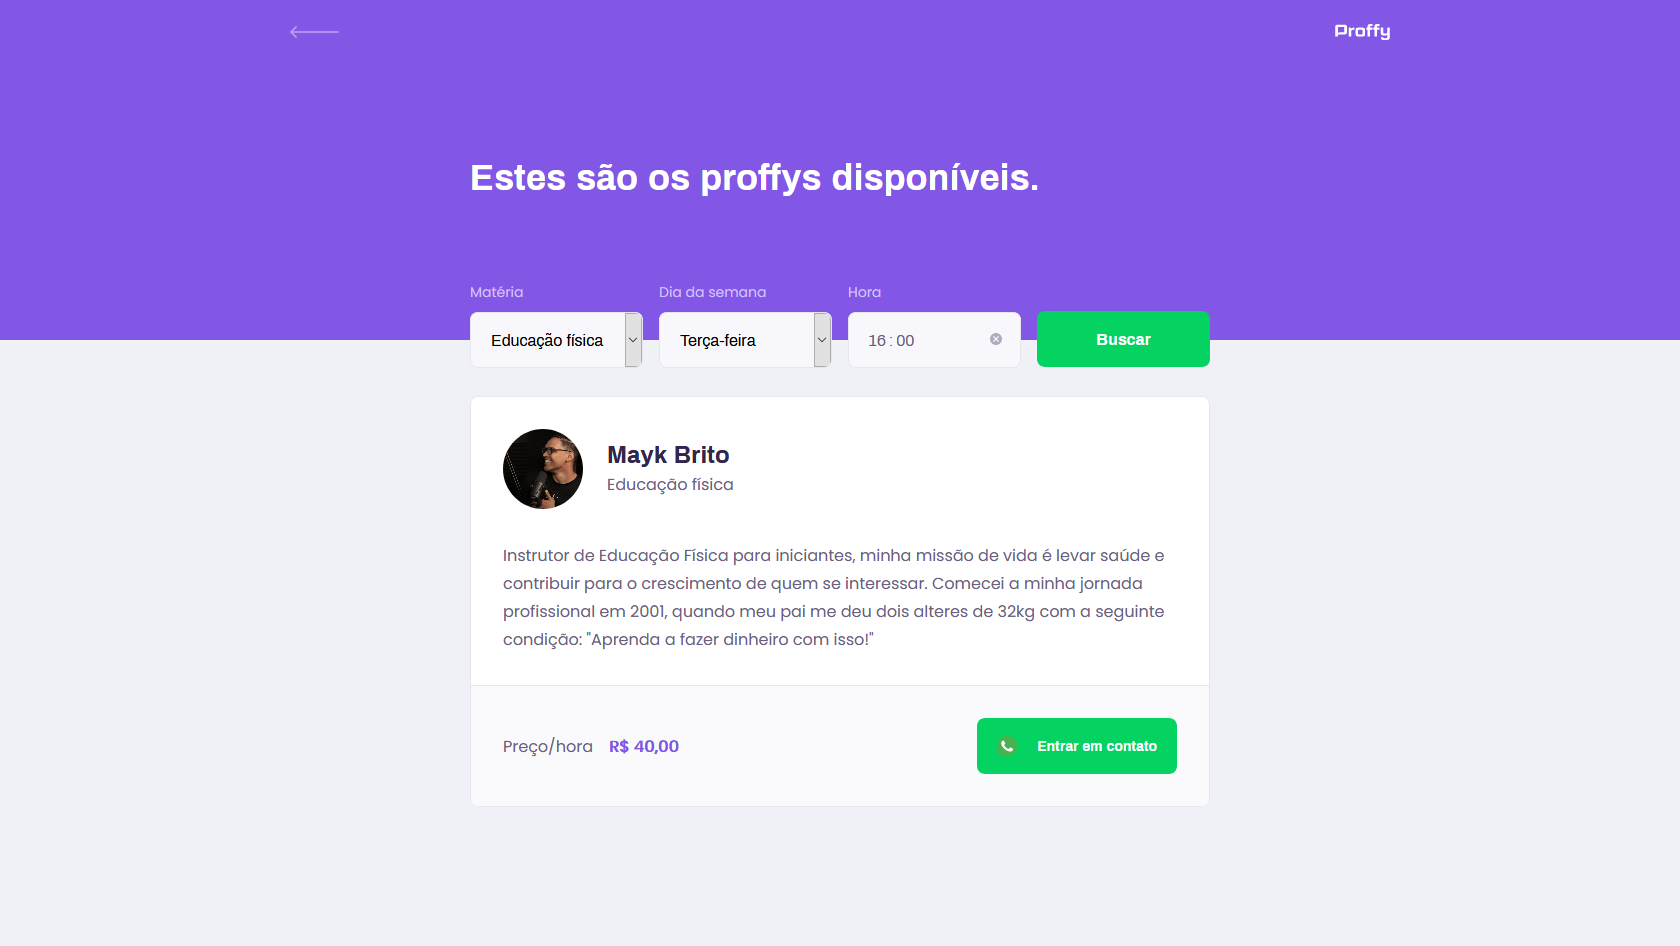 Proffy
Estes são os proffys disponíveis.
Matéria
Dia da semana
Hora
Educação física
Terça-feira
16 : 00
Buscar
Mayk Brito
Educação física
Instrutor de Educação Física para iniciantes, minha missão de vida é levar saúde e
contribuir para o crescimento de quem se interessar. Comecei a minha jornada
profissional em 2001, quando meu pai me deu dois alteres de 32kg com a seguinte
condição: "Aprenda a fazer dinheiro com isso!"
Preço/hora R$ 40,00
Entrar em contato